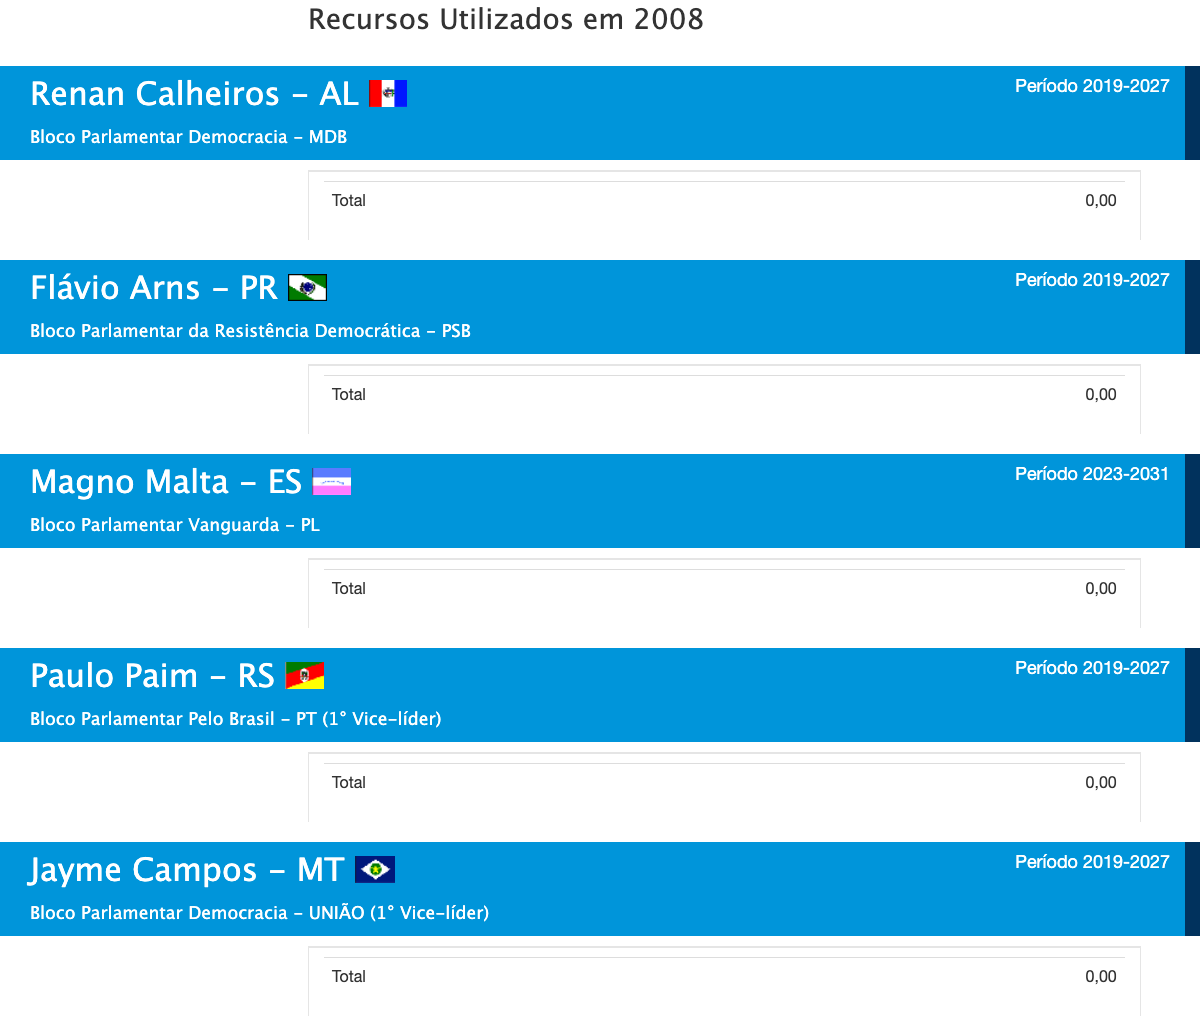 Recursos Utilizados em 2008
Renan Calheiros – AL
Período 2019-2027
Bloco Parlamentar Democracia – MDB
Total 0,00
Flávio Arns – PR
Período 2019-2027
Bloco Parlamentar da Resistência Democrática – PSB
Total 0,00
Magno Malta – ES
Período 2023-2031
Bloco Parlamentar Vanguarda – PL
Total 0,00
Paulo Paim – RS
Período 2019-2027
Bloco Parlamentar Pelo Brasil – PT (1° Vice–líder)
Total 0,00
Jayme Campos – MT
Período 2019-2027
Bloco Parlamentar Democracia – UNIÃO (1° Vice–líder)
Total 0,00